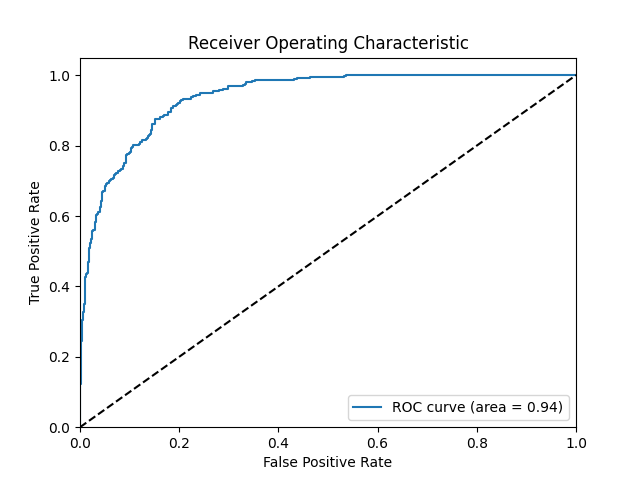 Receiver Operating Characteristic
1.0
0.8
0.6
0.4
0.2
0.0
True Positive Rate
ROC curve (area = 0.94)
0.0 0.2 0.4 0.6 0.8 1.0
False Positive Rate